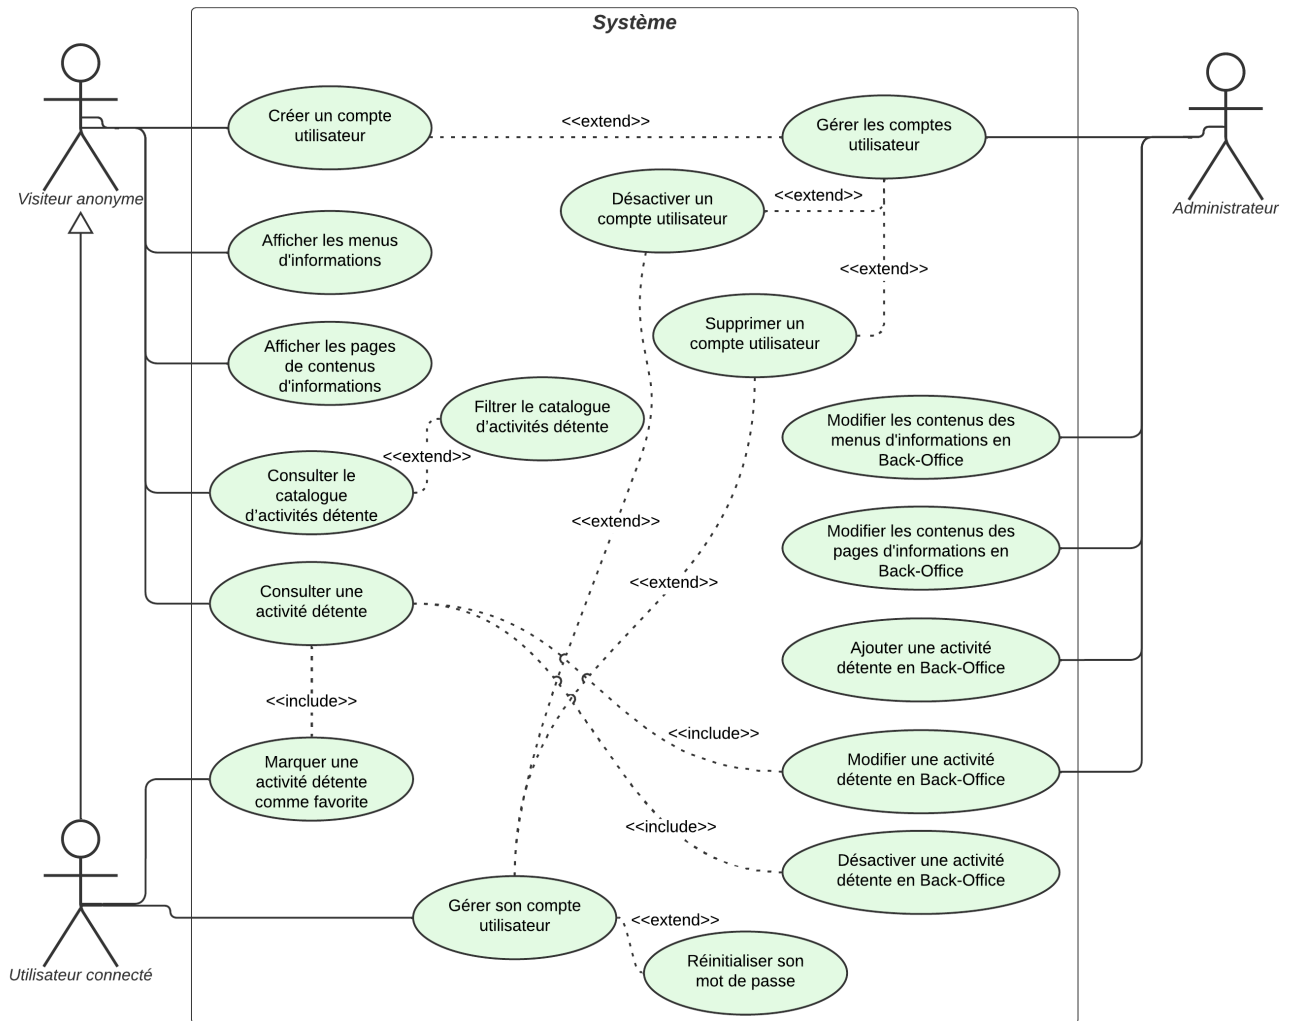 Système
Créer un compte
utilisateur
<<extend>>
Gérer les comptes
utilisateur
Visiteur anonyme
Administrateur
Désactiver un
compte utilisateur
<<extend>>
Afficher les menus
d'informations
<<extend>>
Supprimer un
compte utilisateur
Afficher les pages
de contenus
d'informations
Filtrer le catalogue
d’activités détente
<<extend>>
Modifier les contenus des
menus d'informations en
Back-Office
Consulter le
catalogue
d’activités détente
<<extend>>
Modifier les contenus des
pages d'informations en
Back-Office
<<extend>>
Consulter une
activité détente
Ajouter une activité
détente en Back-Office
<<include>>
<<include>>
Marquer une
activité détente
comme favorite
Modifier une activité
détente en Back-Office
<<include>>
Désactiver une activité
détente en Back-Office
Gérer son compte
utilisateur
<<extend>>
Réinitialiser son
mot de passe
Utilisateur connecté